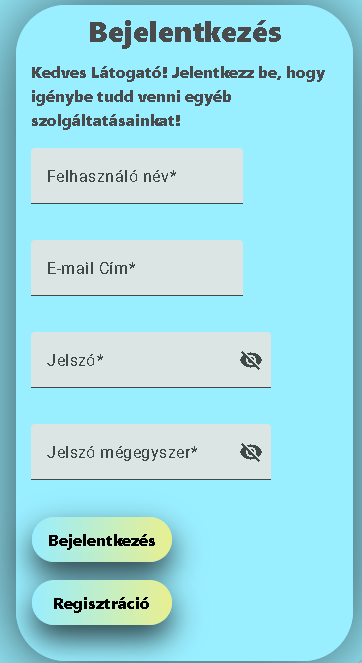 Bejelentkezés
Kedves Látogató! Jelentkezz be, hogy
igénybe tudd venni egyéb
szolgáltatásainkat!
Felhasználó név*
E-mail Cím*
Jelszó*
Jelszó mégegyszer*
Bejelentkezés
Regisztráció